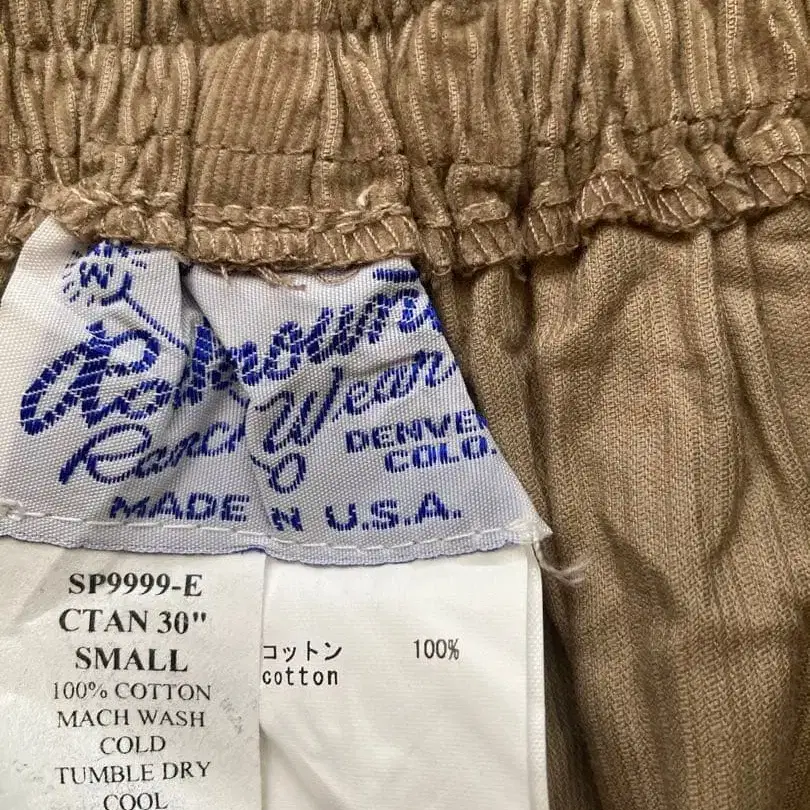 W
Rockmount
Ranch Wear
DENVER
COLO.
MADE IN U.S.A.
SP9999-E
CTAN 30"
SMALL
100% COTTON
MACH WASH
COLD
TUMBLE DRY
COOL
コットン 100%
cotton